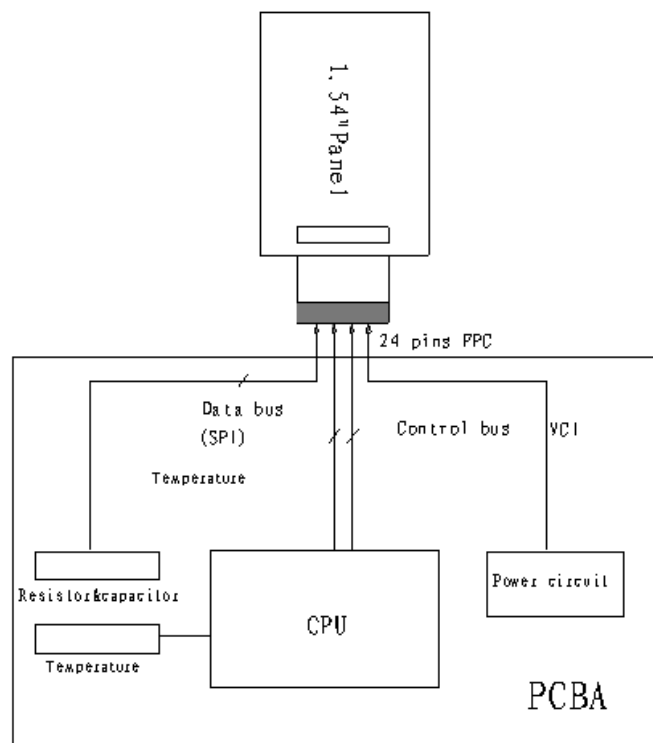 1.54"Panel
24 ping FPC
Data bus
(SPI)
Control bus
VCI
Temperature
Resistor&capacitor
Power circuit
CPU
Temperature
PCBA